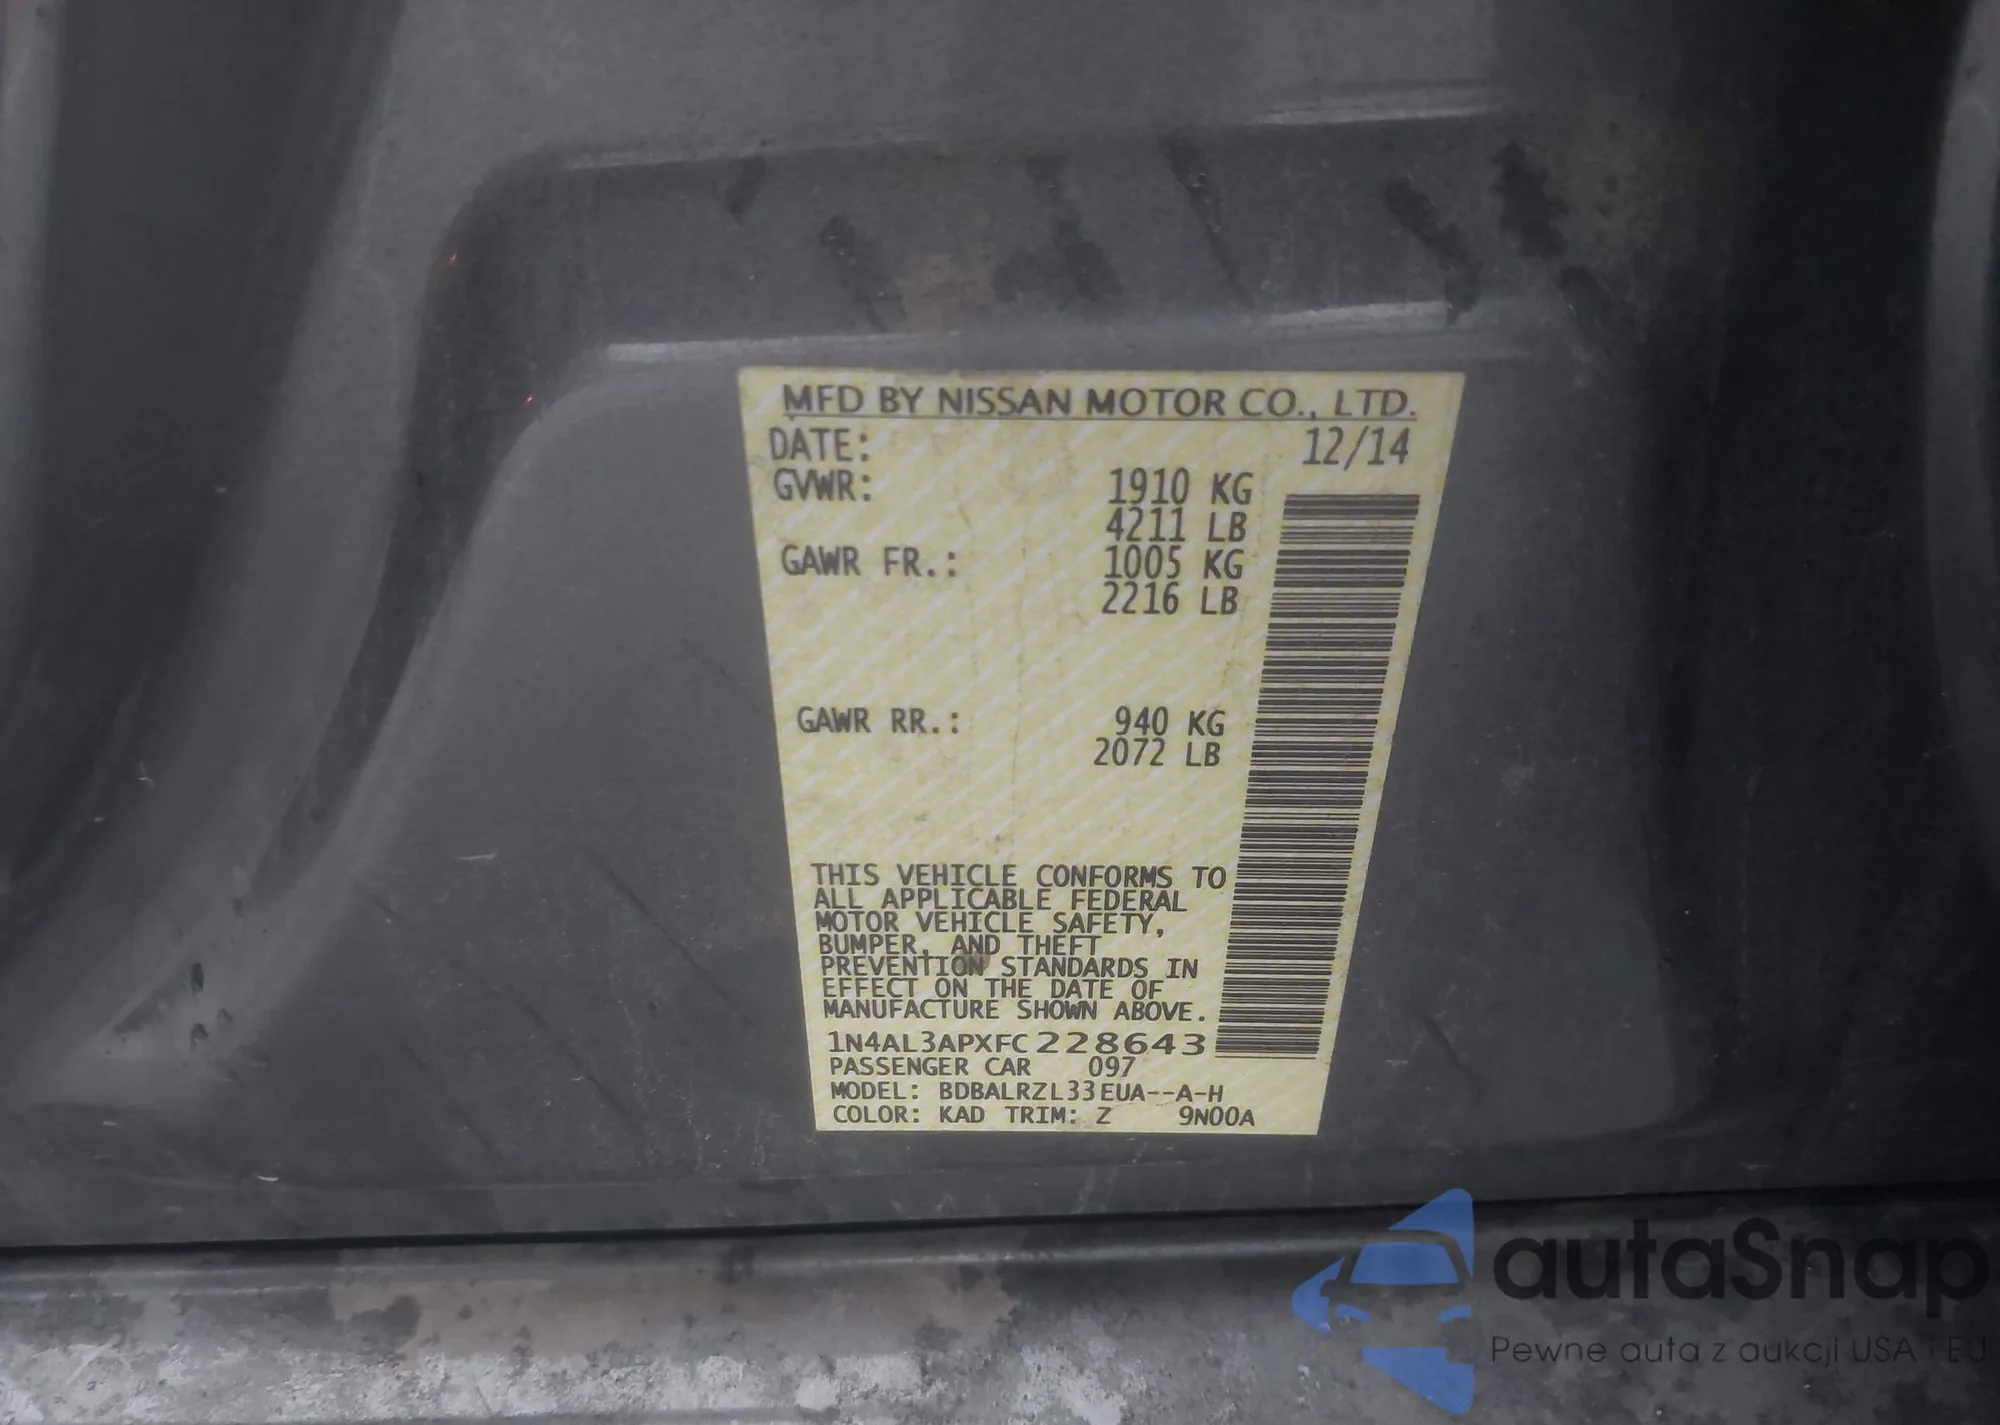 MFD BY NISSAN MOTOR CO., LTD.
DATE: 12/14
GVWR: 1910 KG
4211 LB
GAWR FR.: 1005 KG
2216 LB
GAWR RR.: 940 KG
2072 LB
THIS VEHICLE CONFORMS TO
ALL APPLICABLE FEDERAL
MOTOR VEHICLE SAFETY,
BUMPER, AND THEFT
PREVENTION STANDARDS IN
EFFECT ON THE DATE OF
MANUFACTURE SHOWN ABOVE.
1N4AL3APXFC228643
PASSENGER CAR 097
MODEL: BDBALRZL33EUA--A-H
COLOR: KAD TRIM: Z 9N00A
autaSnap
Pewne auta z aukcji USA i EU